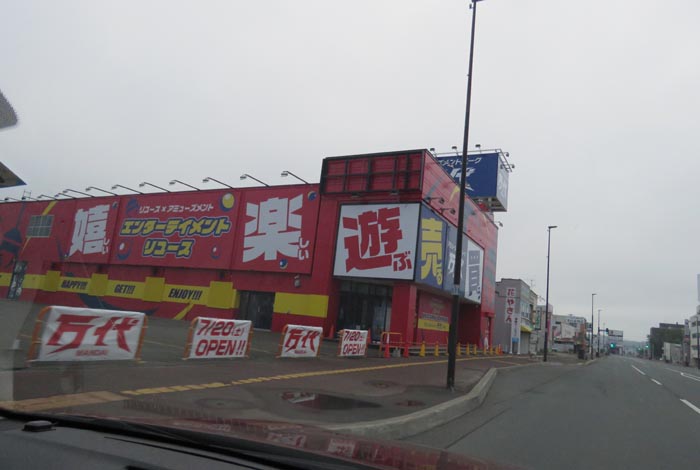 嬉しい
リユース×アミューズメント
エンターテイメント
リユース
楽しい
遊ぶ
売る
買
HAPPY!!!
GET!!!
ENJOY!!!
万代
MANDAI
7/20
OPEN!!
万代
7/20
OPEN!!